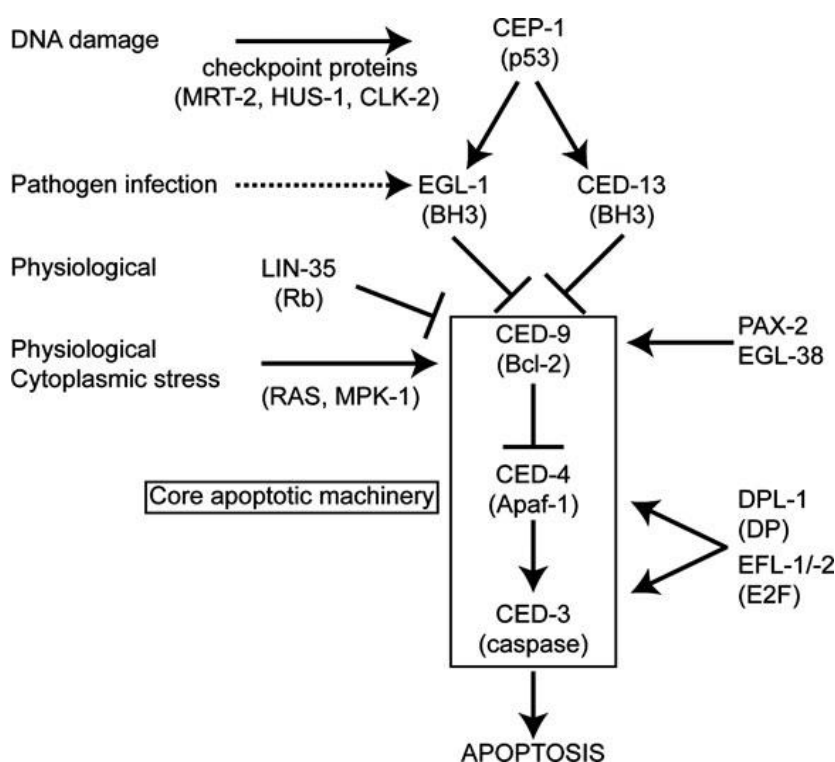 DNA damage
checkpoint proteins
(MRT-2, HUS-1, CLK-2)
CEP-1
(p53)
Pathogen infection
EGL-1
(BH3)
CED-13
(BH3)
Physiological
LIN-35
(Rb)
Physiological
Cytoplasmic stress
(RAS, MPK-1)
CED-9
(Bcl-2)
PAX-2
EGL-38
Core apoptotic machinery
CED-4
(Apaf-1)
DPL-1
(DP)
EFL-1/-2
(E2F)
CED-3
(caspase)
APOPTOSIS